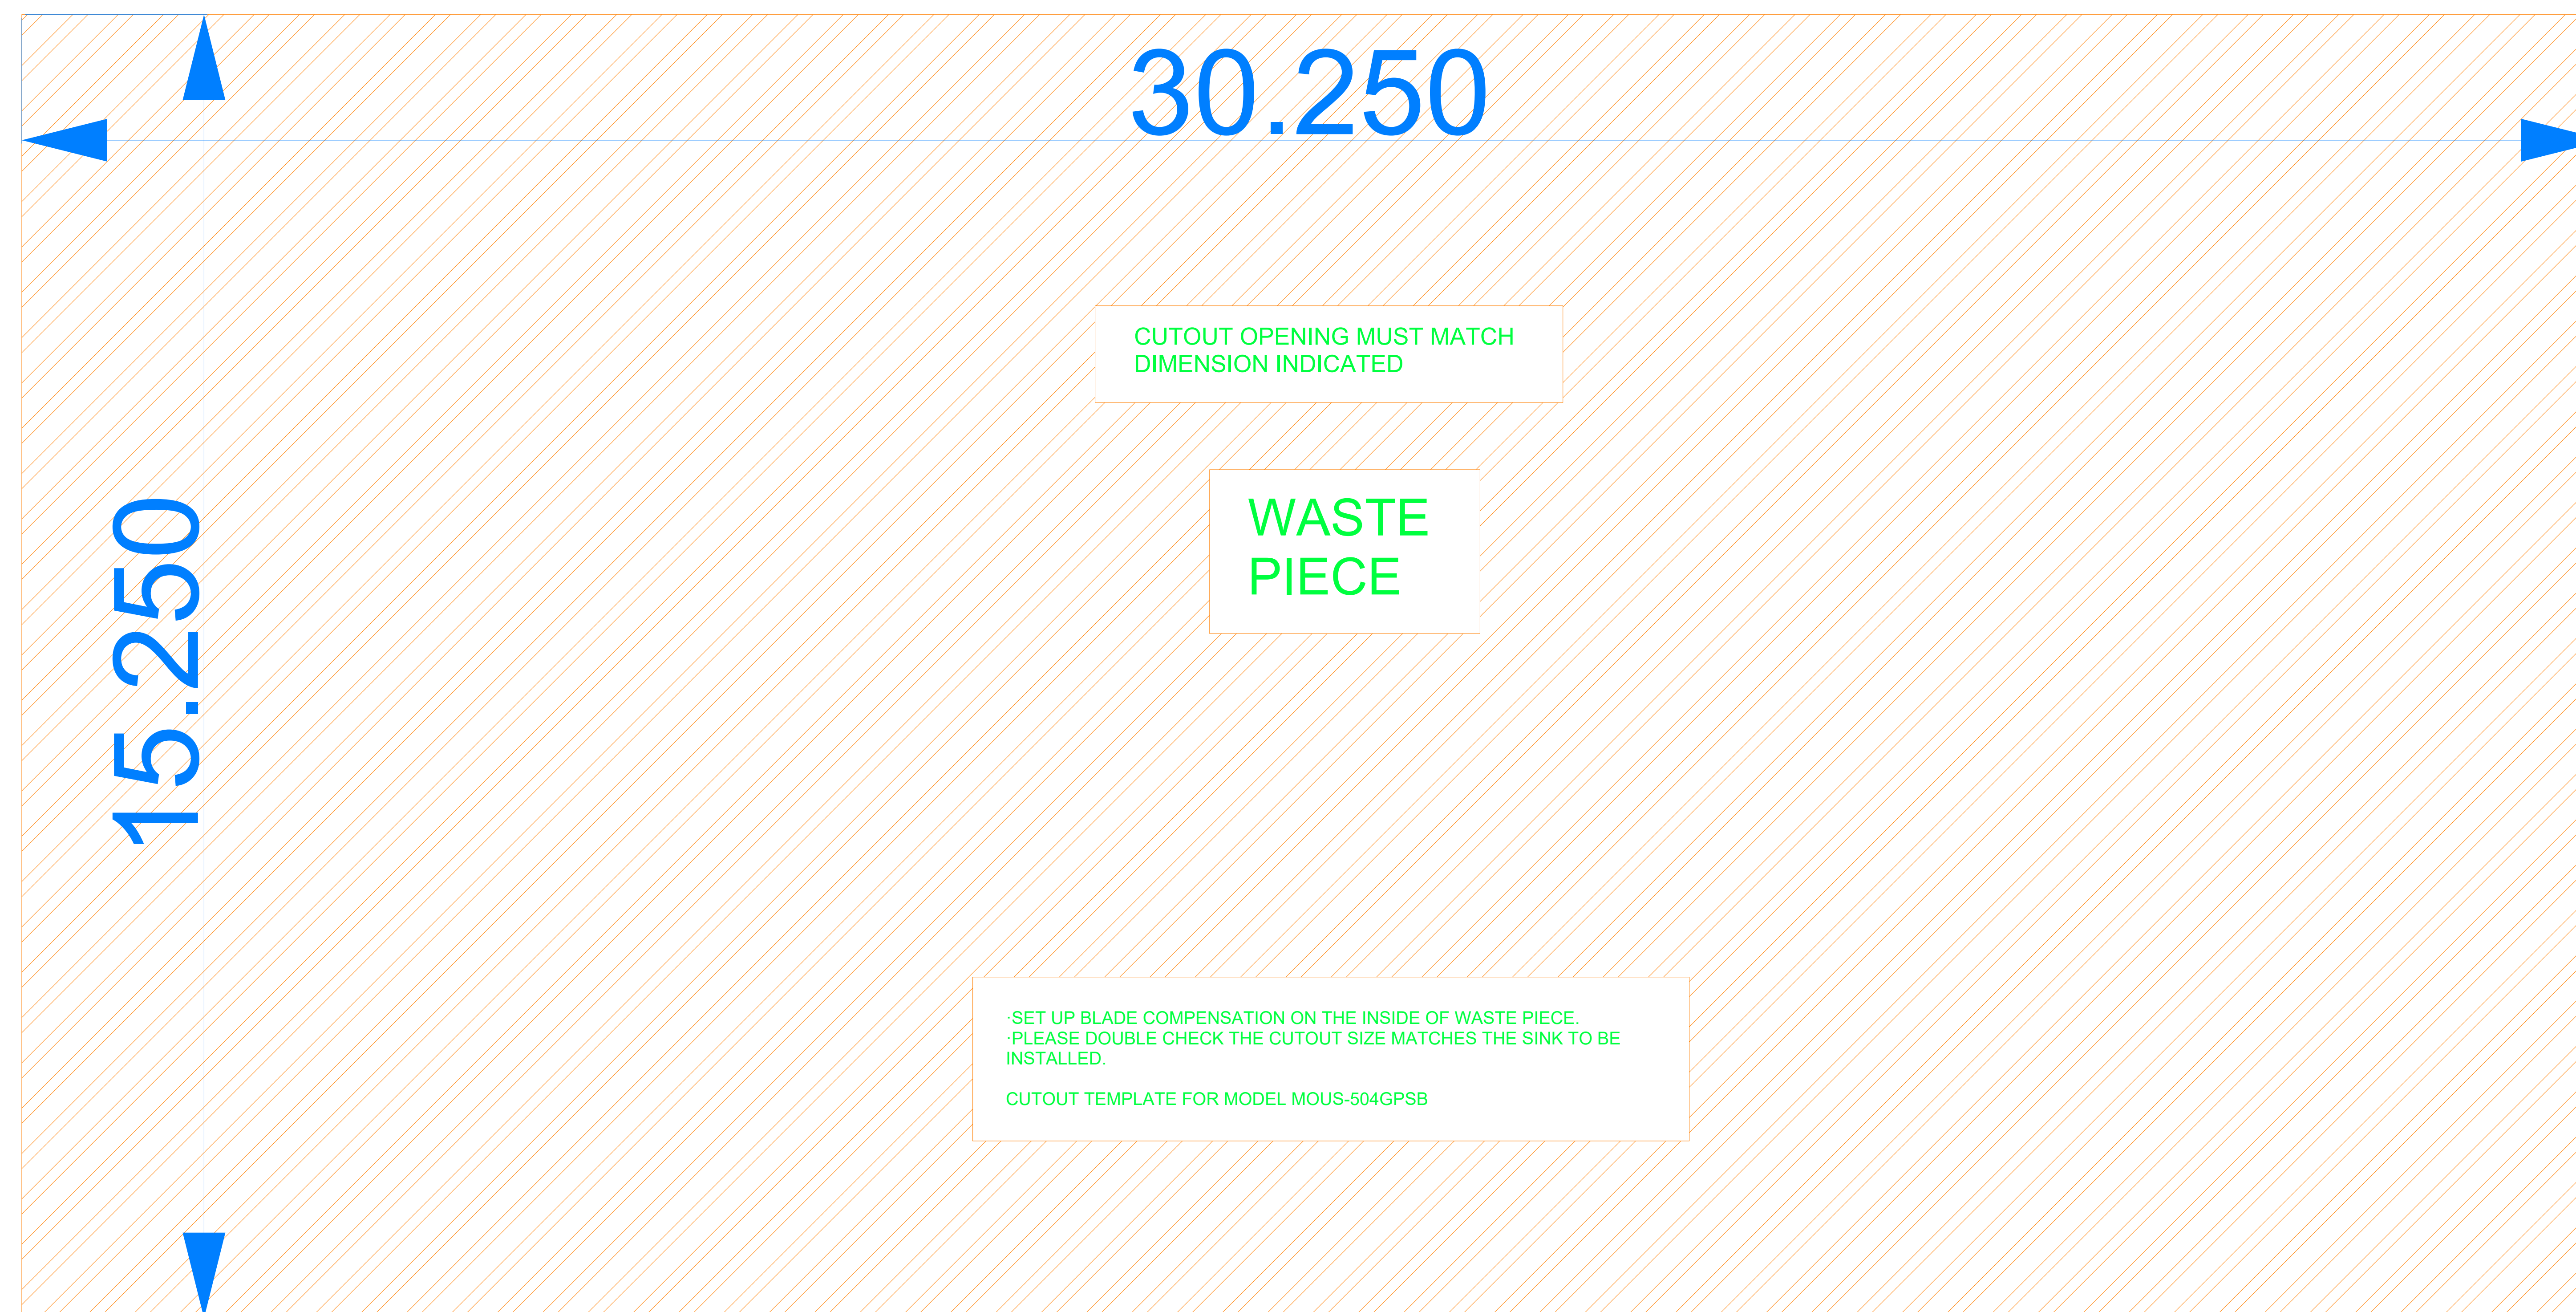 30.250
CUTOUT OPENING MUST MATCH
DIMENSION INDICATED
WASTE
PIECE
15.250
·SET UP BLADE COMPENSATION ON THE INSIDE OF WASTE PIECE.
·PLEASE DOUBLE CHECK THE CUTOUT SIZE MATCHES THE SINK TO BE
INSTALLED.
CUTOUT TEMPLATE FOR MODEL MOUS-504GPSB